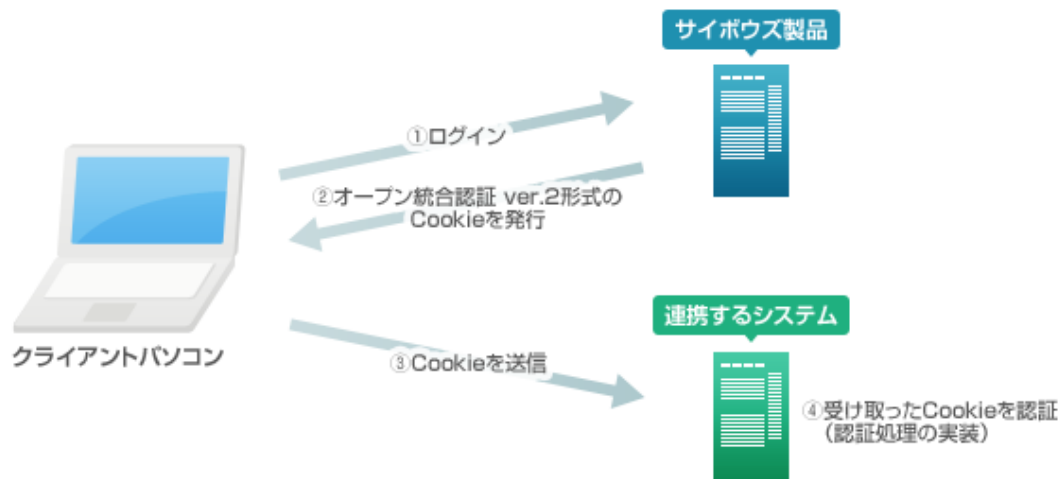 サイボウズ製品
①ログイン
②オープン統合認証 ver.2形式の
Cookieを発行
クライアントパソコン
連携するシステム
③Cookieを送信
④受け取ったCookieを認証
（認証処理の実装）